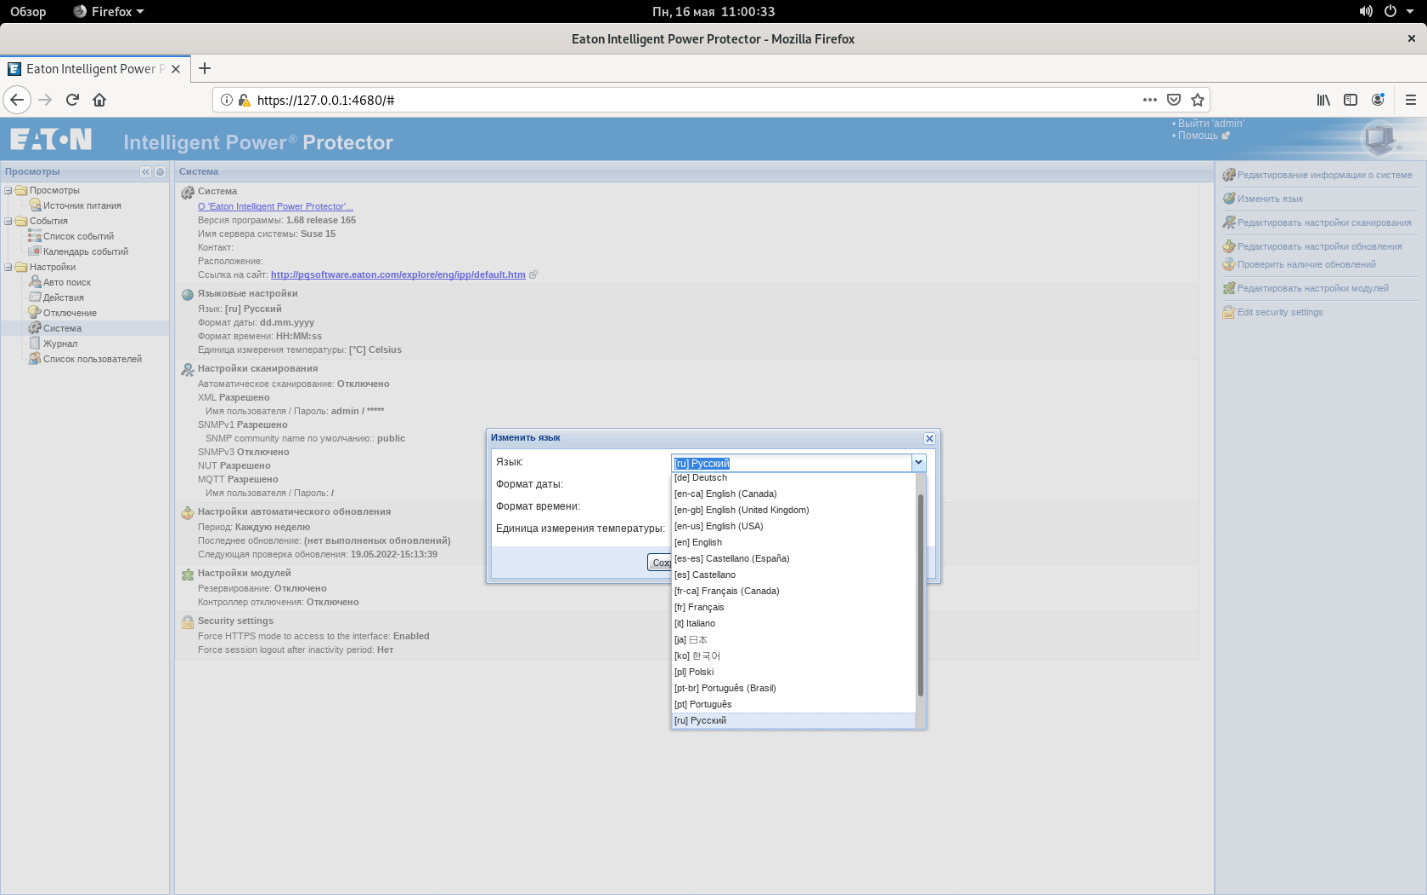 Обзор
Firefox
Пн, 16 мая 11:00:33
Eaton Intelligent Power Protector - Mozilla Firefox
Eaton Intelligent Power P
https://127.0.0.1:4680/#
EATON
Intelligent Power® Protector
• Выйти 'admin'
• Помощь
Просмотры
Просмотры
Источник питания
События
Список событий
Календарь событий
Настройки
Авто поиск
Действия
Отключение
Система
Журнал
Список пользователей
Система
Система
О 'Eaton Intelligent Power Protector'...
Версия программы: 1.68 release 165
Имя сервера системы: Suse 15
Контакт:
Расположение:
Ссылка на сайт: http://pqsoftware.eaton.com/explore/eng/ipp/default.htm
Языковые настройки
Язык: [ru] Русский
Формат даты: dd.mm.yyyy
Формат времени: HH:MM:ss
Единица измерения температуры: [°C] Celsius
Настройки сканирования
Автоматическое сканирование: Отключено
XML Разрешено
Имя пользователя / Пароль: admin / *****
SNMPv1 Разрешено
SNMP community name по умолчанию:: public
SNMPv3 Отключено
NUT Разрешено
MQTT Разрешено
Имя пользователя / Пароль: /
Настройки автоматического обновления
Период: Каждую неделю
Последнее обновление: (нет выполненых обновлений)
Следующая проверка обновления: 19.05.2022-15:13:39
Настройки модулей
Резервирование: Отключено
Контроллер отключения: Отключено
Security settings
Force HTTPS mode to access to the interface: Enabled
Force session logout after inactivity period: Нет
Изменить язык
Язык:
[ru] Русский
Формат даты:
Формат времени:
Единица измерения температуры:
Сохр
[de] Deutsch
[en-ca] English (Canada)
[en-gb] English (United Kingdom)
[en-us] English (USA)
[en] English
[es-es] Castellano (España)
[es] Castellano
[fr-ca] Français (Canada)
[fr] Français
[it] Italiano
[ja] 日本
[ko] 한국어
[pl] Polski
[pt-br] Português (Brasil)
[pt] Português
[ru] Русский
Редактирование информации о системе
Изменить язык
Редактировать настройки сканирования
Редактировать настройки обновления
Проверить наличие обновлений
Редактировать настройки модулей
Edit security settings